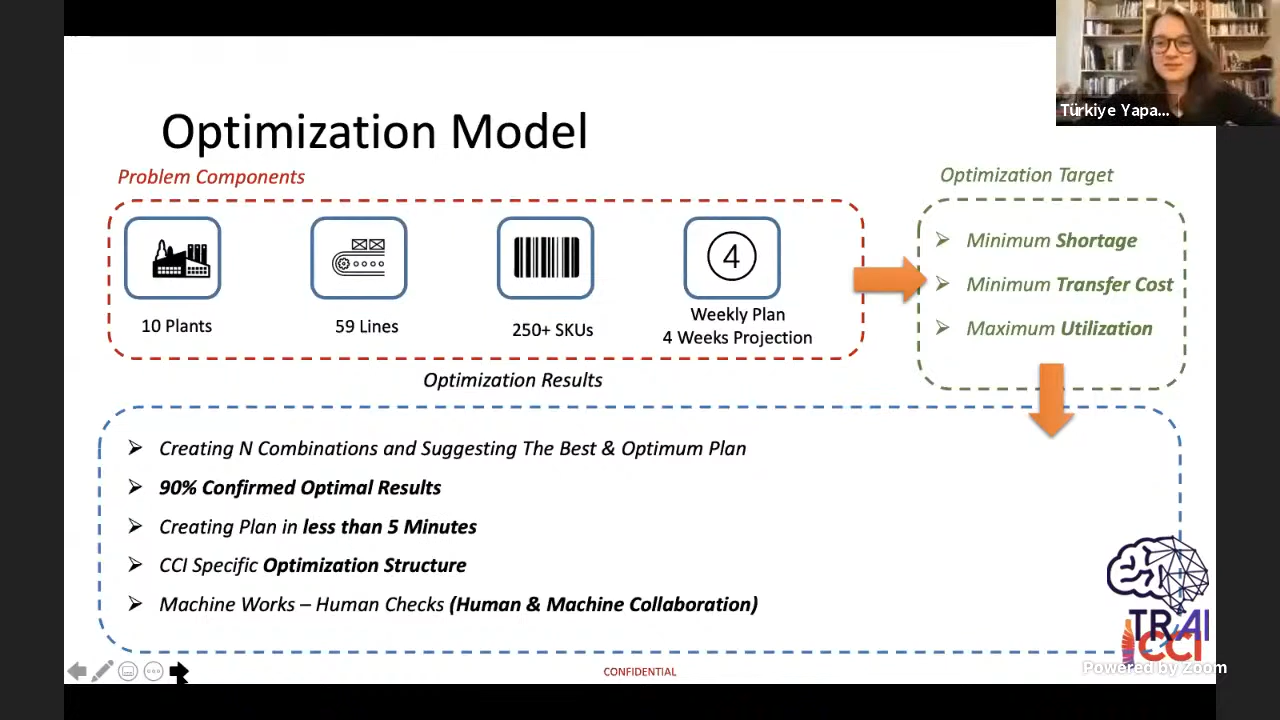 Türkiye Yapa...
Optimization Model
Problem Components
Optimization Target
4
10 Plants
59 Lines
250+ SKUs
Weekly Plan
4 Weeks Projection
Minimum Shortage
Minimum Transfer Cost
Maximum Utilization
Optimization Results
Creating N Combinations and Suggesting The Best & Optimum Plan
90% Confirmed Optimal Results
Creating Plan in less than 5 Minutes
CCI Specific Optimization Structure
Machine Works – Human Checks (Human & Machine Collaboration)
TRAI
CCI
CONFIDENTIAL
Powered by Zoom